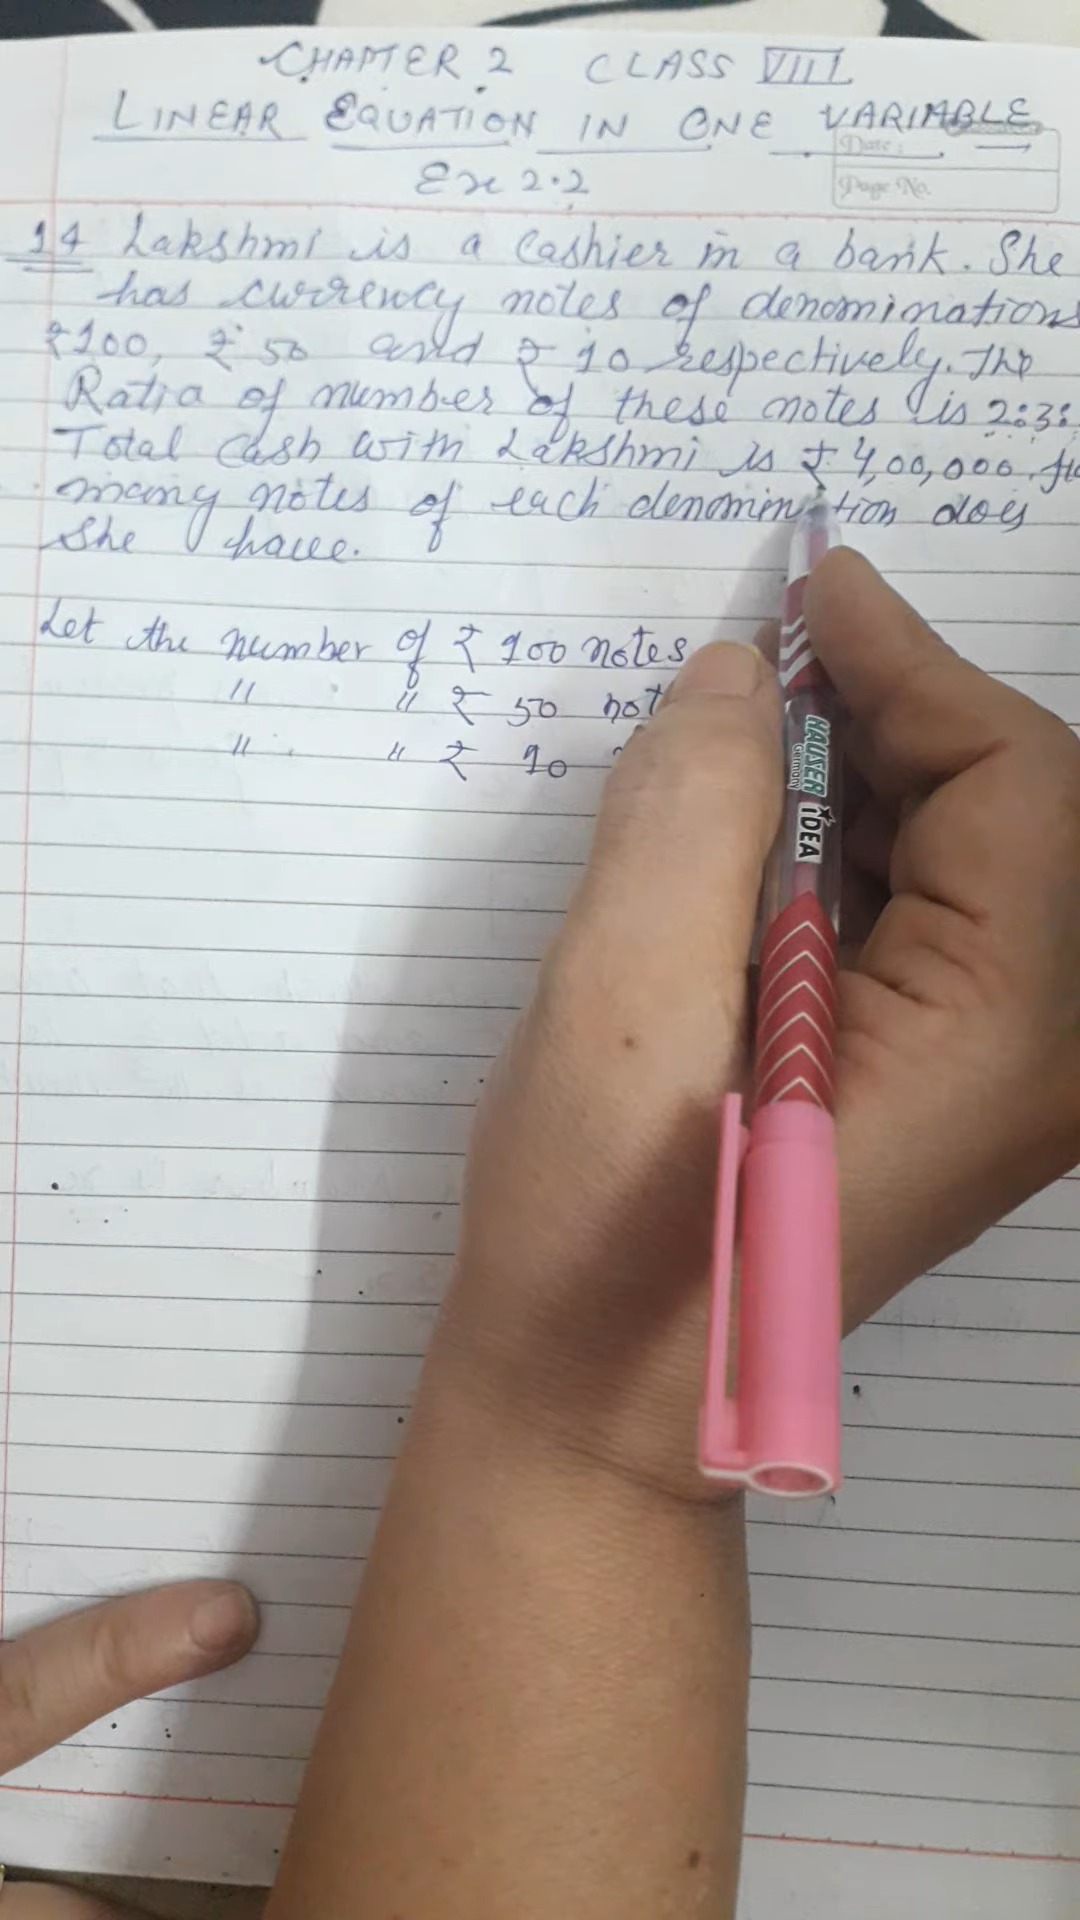 CHAPTER 2 CLASS VIII
LINEAR EQUATION IN ONE VARIABLE
Date :
Ex 2.2
Page No.
14 Lakshmi is a Cashier in a bank. She
has currency notes of denominations
₹100, ₹ 50 and ₹ 10 respectively. The
Ratio of number of these notes is 2:3:
Total cash with Lakshmi is ₹ 4,00,000.
many notes of each denomination does
She have.
Let the number of ₹ 100 notes
" " ₹ 50 not
" " ₹ 10
HAUSER
Germany
iDEA